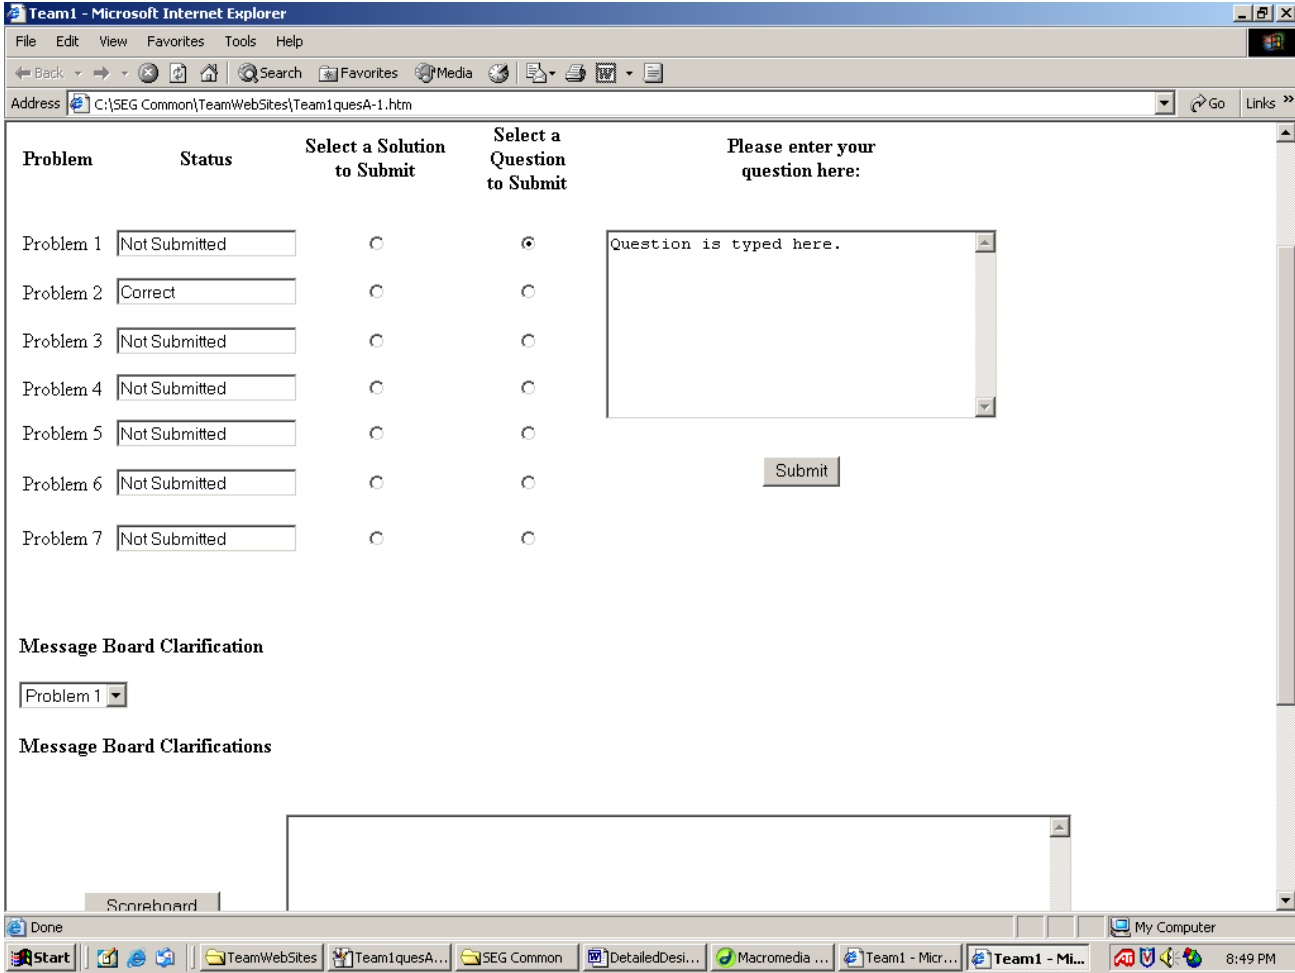 Team1 - Microsoft Internet Explorer
File Edit View Favorites Tools Help
Back Search Favorites Media
Address C:\SEG Common\TeamWebSites\Team1quesA-1.htm Go Links »
Problem Status Select a Solution to Submit Select a Question to Submit Please enter your question here:
Problem 1 Not Submitted Question is typed here.
Problem 2 Correct
Problem 3 Not Submitted
Problem 4 Not Submitted
Problem 5 Not Submitted
Submit
Problem 6 Not Submitted
Problem 7 Not Submitted
Message Board Clarification
Problem 1
Message Board Clarifications
Scoreboard
Done My Computer
Start TeamWebSites Team1quesA... SEG Common DetailedDesi... Macromedia ... Team1 - Micr... Team1 - Mi... 8:49 PM